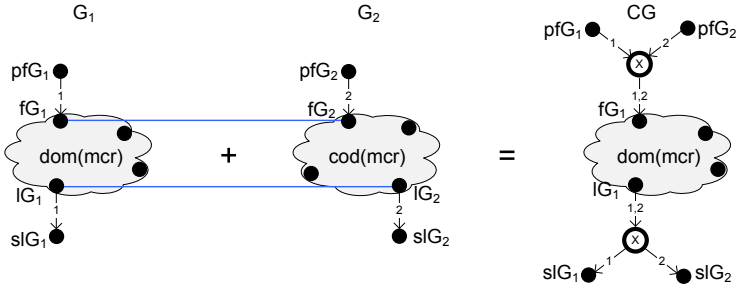 G₁ G₂ CG
pfG₁ pfG₂ pfG₁ 1 2 pfG₂
X
1 2 1,2
fG₁ fG₂ fG₁
dom(mcr) + cod(mcr) = dom(mcr)
lG₁ lG₂ lG₁
1 2 1,2
slG₁ slG₂ X
1 2
slG₁ slG₂